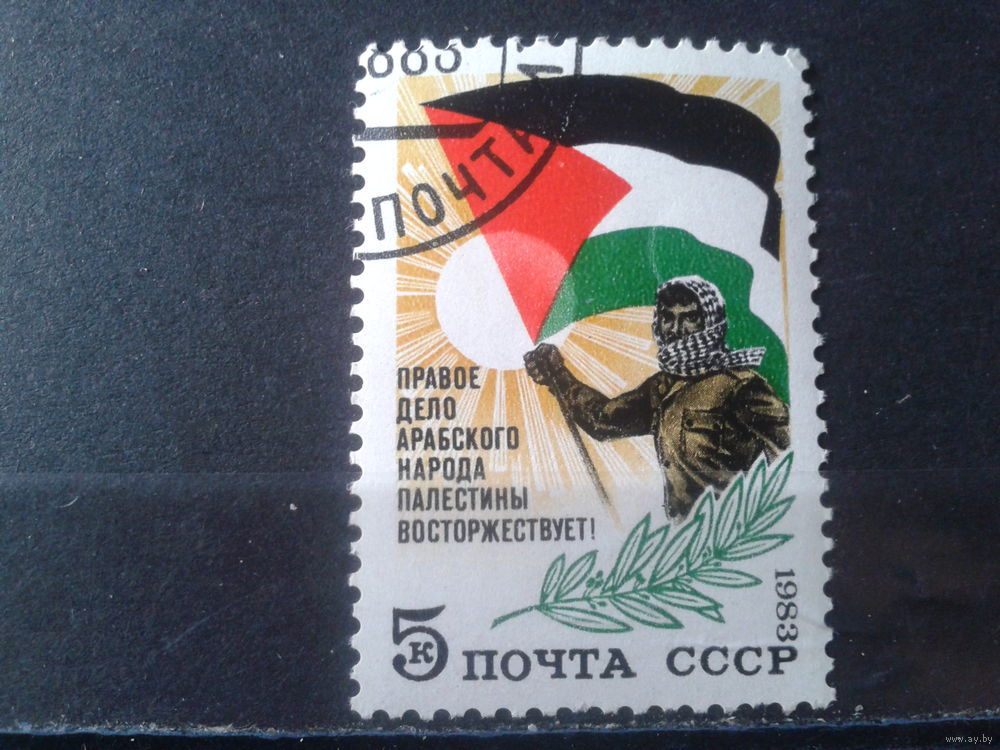 ПОЧТА
ПРАВОЕ
ДЕЛО
АРАБСКОГО
НАРОДА
ПАЛЕСТИНЫ
ВОСТОРЖЕСТВУЕТ!
1983
5к ПОЧТА СССР
www.ay.by